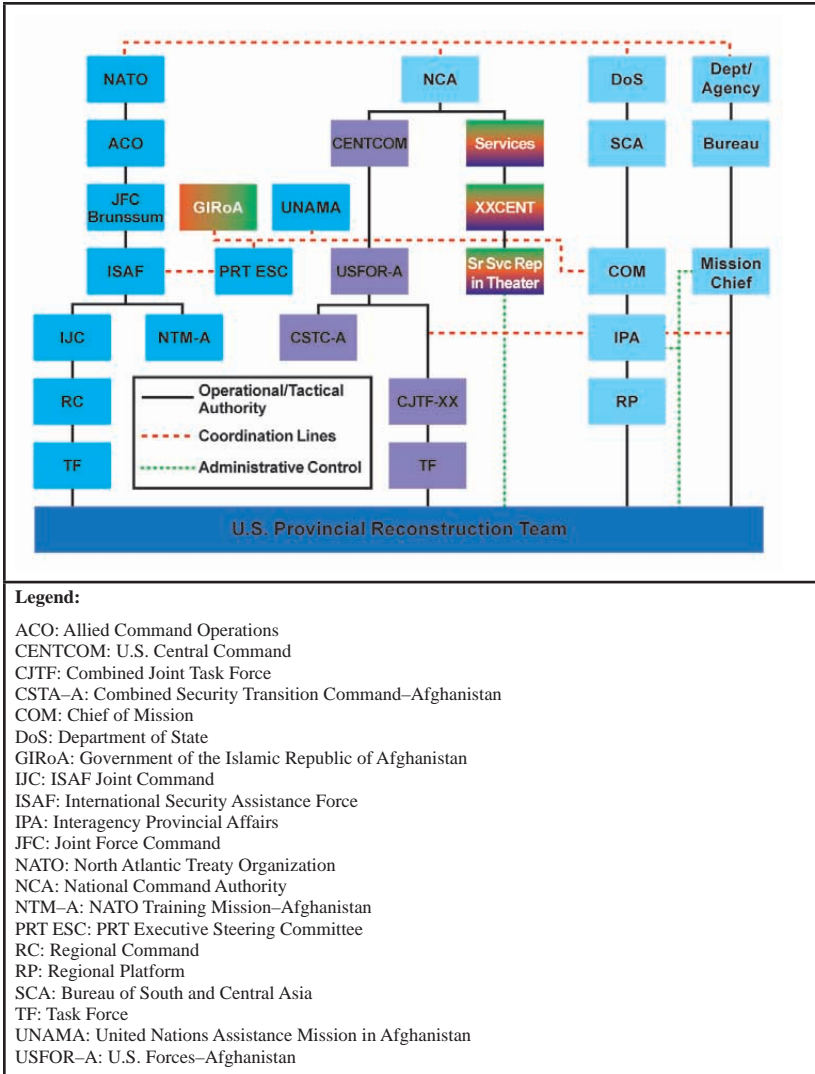 NATO
NCA
DoS
Dept/
Agency
ACO
CENTCOM
Services
SCA
Bureau
JFC
Brunssum
GIRoA
UNAMA
XXCENT
ISAF
PRT ESC
USFOR-A
Sr Svc Rep
in Theater
COM
Mission
Chief
IJC
NTM-A
CSTC-A
IPA
RC
Operational/Tactical
Authority
Coordination Lines
Administrative Control
CJTF-XX
RP
TF
TF
U.S. Provincial Reconstruction Team
Legend:
ACO: Allied Command Operations
CENTCOM: U.S. Central Command
CJTF: Combined Joint Task Force
CSTA–A: Combined Security Transition Command–Afghanistan
COM: Chief of Mission
DoS: Department of State
GIRoA: Government of the Islamic Republic of Afghanistan
IJC: ISAF Joint Command
ISAF: International Security Assistance Force
IPA: Interagency Provincial Affairs
JFC: Joint Force Command
NATO: North Atlantic Treaty Organization
NCA: National Command Authority
NTM–A: NATO Training Mission–Afghanistan
PRT ESC: PRT Executive Steering Committee
RC: Regional Command
RP: Regional Platform
SCA: Bureau of South and Central Asia
TF: Task Force
UNAMA: United Nations Assistance Mission in Afghanistan
USFOR–A: U.S. Forces–Afghanistan